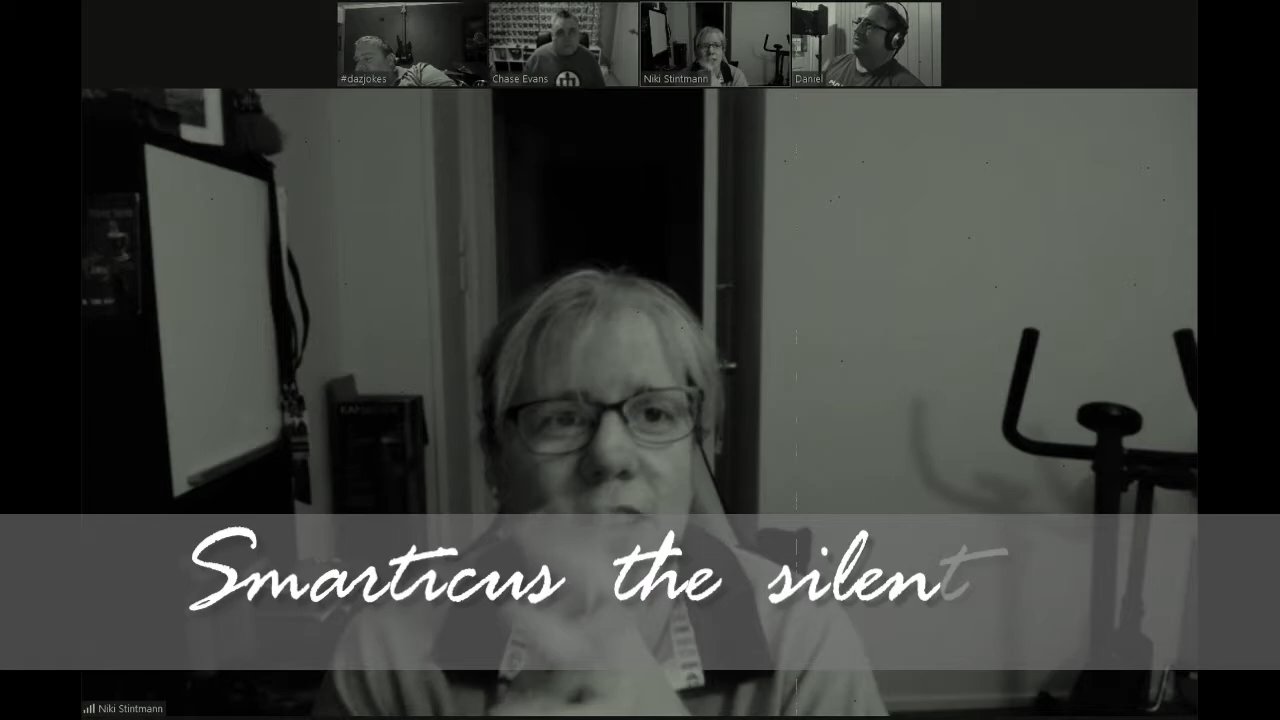 #dazjokes
Chase Evans
Niki Stintmann
Daniel
Smarticus the silent
Niki Stintmann